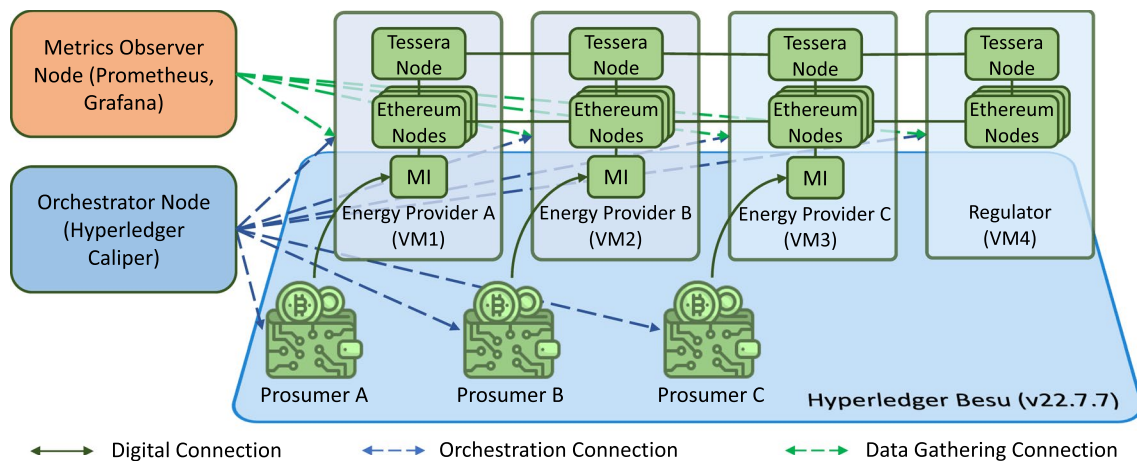 Metrics Observer
Node (Prometheus,
Grafana)
Orchestrator Node
(Hyperledger
Caliper)
Tessera
Node
Ethereum
Nodes
MI
Energy Provider A
(VM1)
Tessera
Node
Ethereum
Nodes
MI
Energy Provider B
(VM2)
Tessera
Node
Ethereum
Nodes
MI
Energy Provider C
(VM3)
Tessera
Node
Ethereum
Nodes
Regulator
(VM4)
Prosumer A
Prosumer B
Prosumer C
Hyperledger Besu (v22.7.7)
Digital Connection
Orchestration Connection
Data Gathering Connection